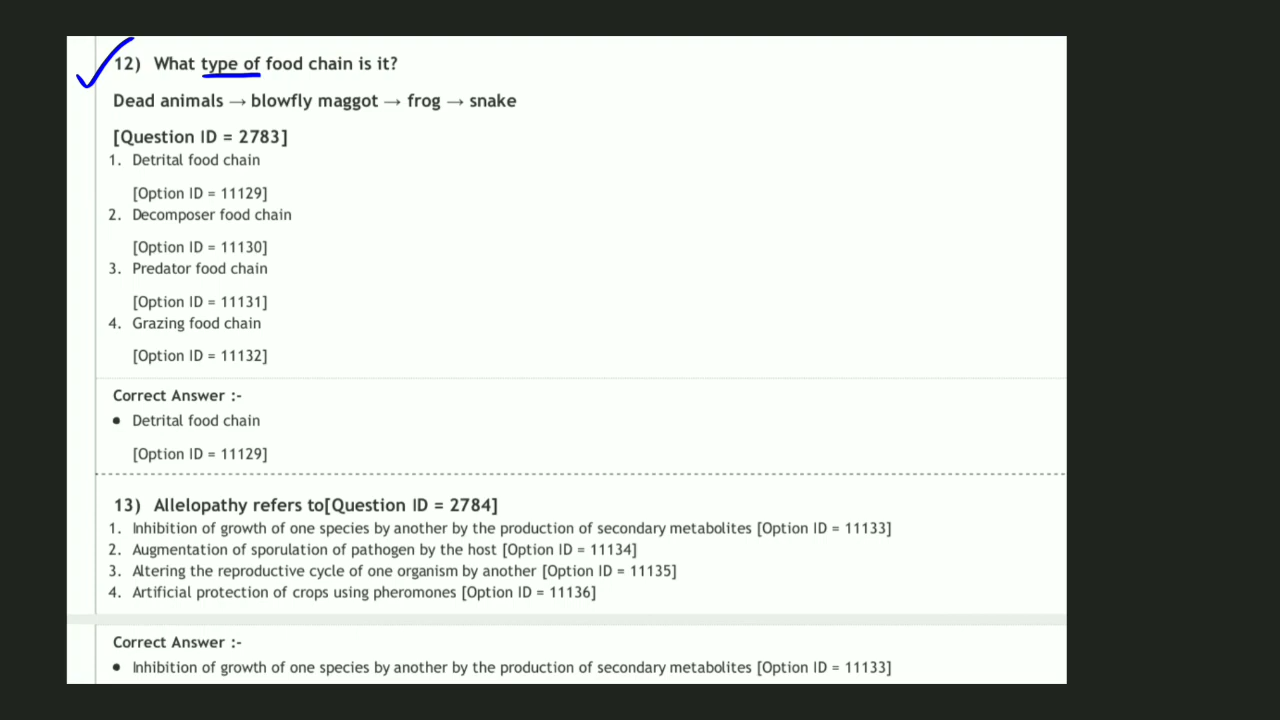 12) What type of food chain is it?
Dead animals → blowfly maggot → frog → snake
[Question ID = 2783]
1. Detrital food chain
[Option ID = 11129]
2. Decomposer food chain
[Option ID = 11130]
3. Predator food chain
[Option ID = 11131]
4. Grazing food chain
[Option ID = 11132]
Correct Answer :-
• Detrital food chain
[Option ID = 11129]
13) Allelopathy refers to[Question ID = 2784]
1. Inhibition of growth of one species by another by the production of secondary metabolites [Option ID = 11133]
2. Augmentation of sporulation of pathogen by the host [Option ID = 11134]
3. Altering the reproductive cycle of one organism by another [Option ID = 11135]
4. Artificial protection of crops using pheromones [Option ID = 11136]
Correct Answer :-
• Inhibition of growth of one species by another by the production of secondary metabolites [Option ID = 11133]